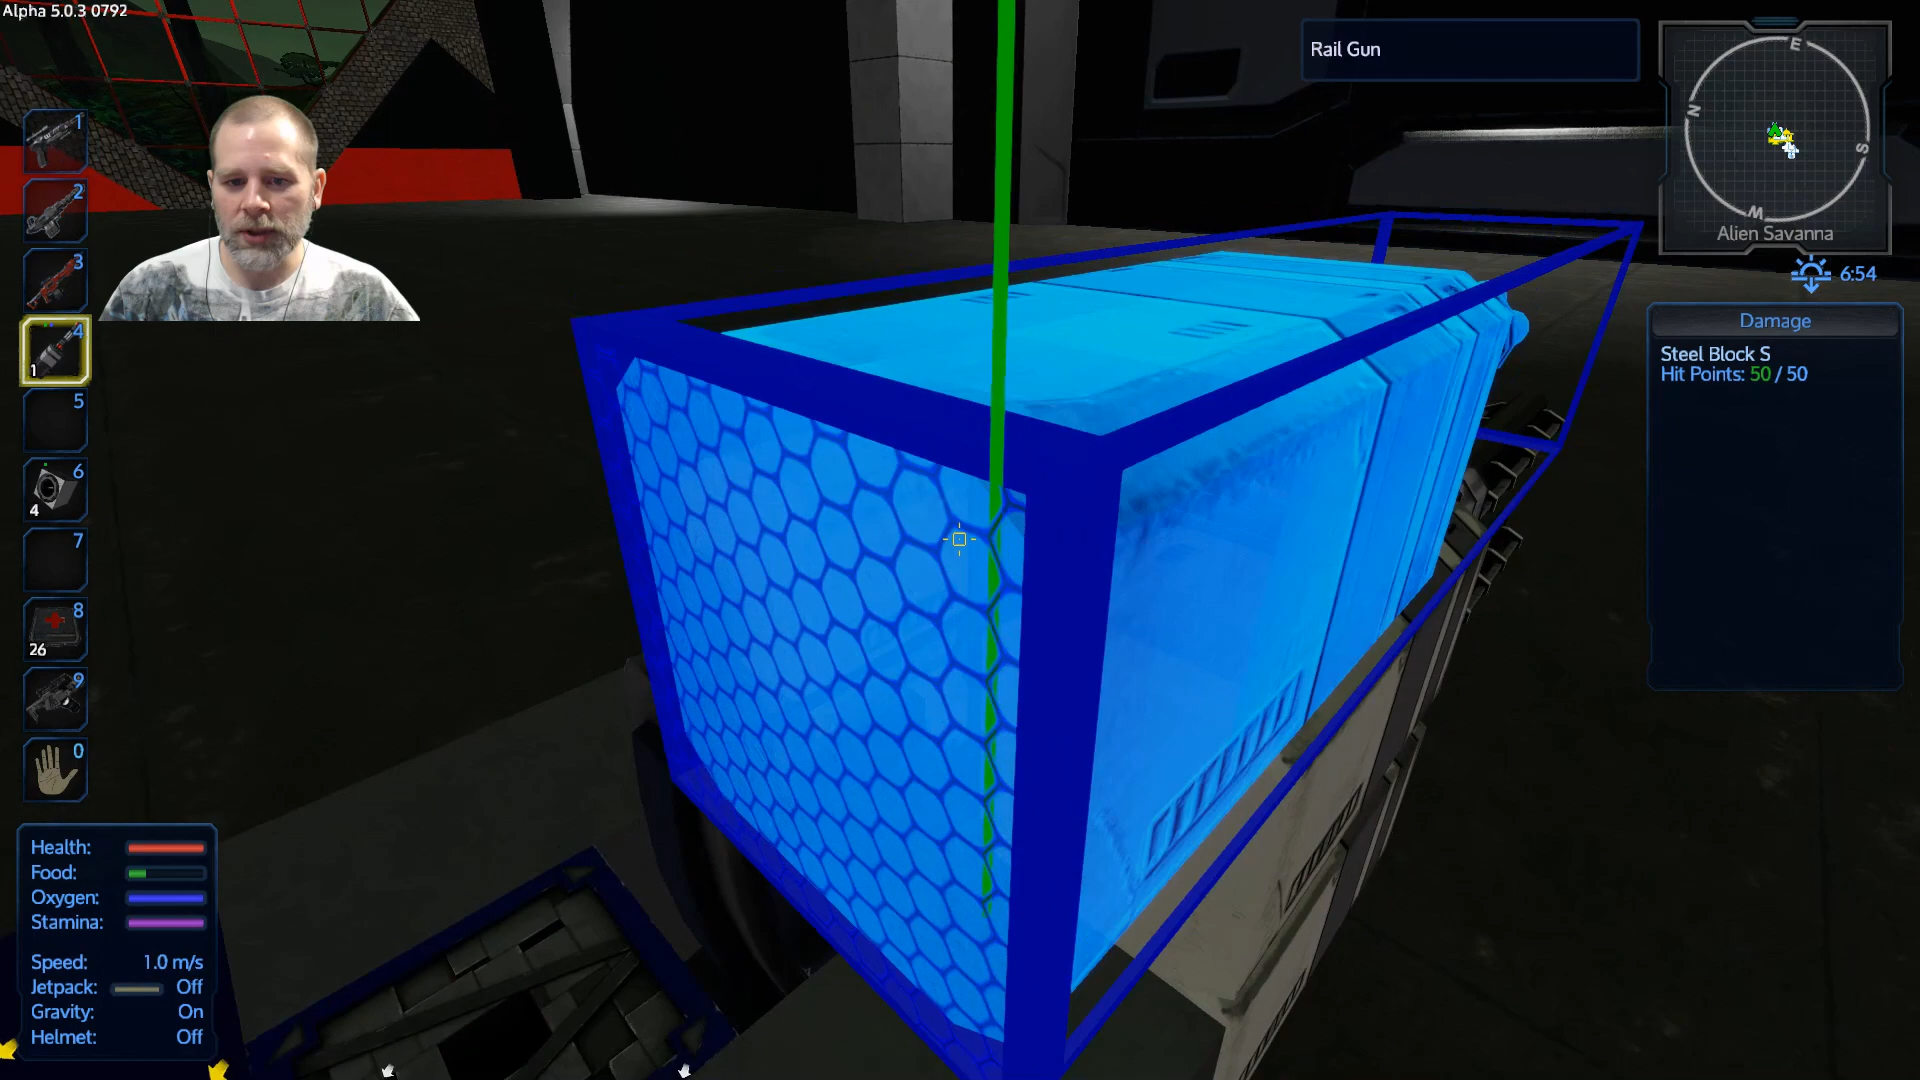 Alpha 5.0.3 0792
Rail Gun
E
N
S
W
Alien Savanna
6:54
Damage
Steel Block S
Hit Points: 50 / 50
1
2
3
4
1
5
6
4
7
8
26
9
0
Health:
Food:
Oxygen:
Stamina:
Speed: 1.0 m/s
Jetpack: Off
Gravity: On
Helmet: Off